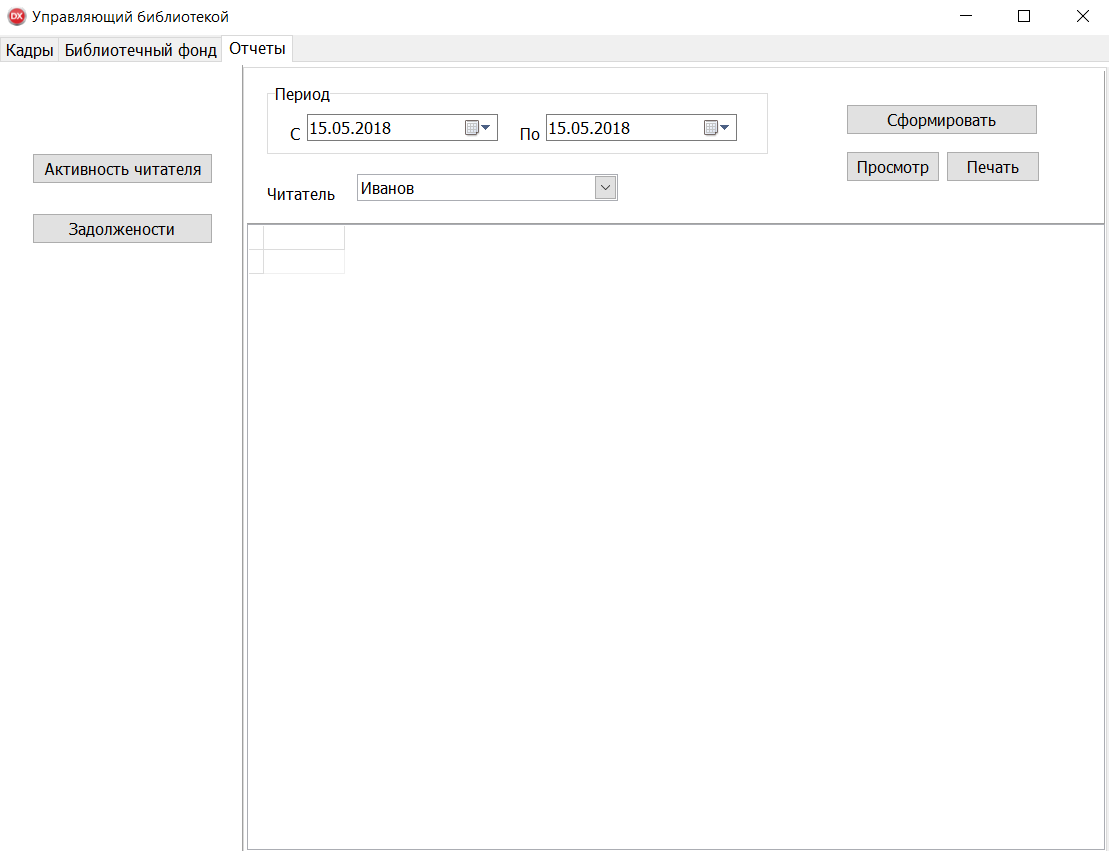 DX Управляющий библиотекой
Кадры Библиотечный фонд Отчеты
Активность читателя
Задолжености
Период
С 15.05.2018 По 15.05.2018
Читатель Иванов
Сформировать
Просмотр Печать